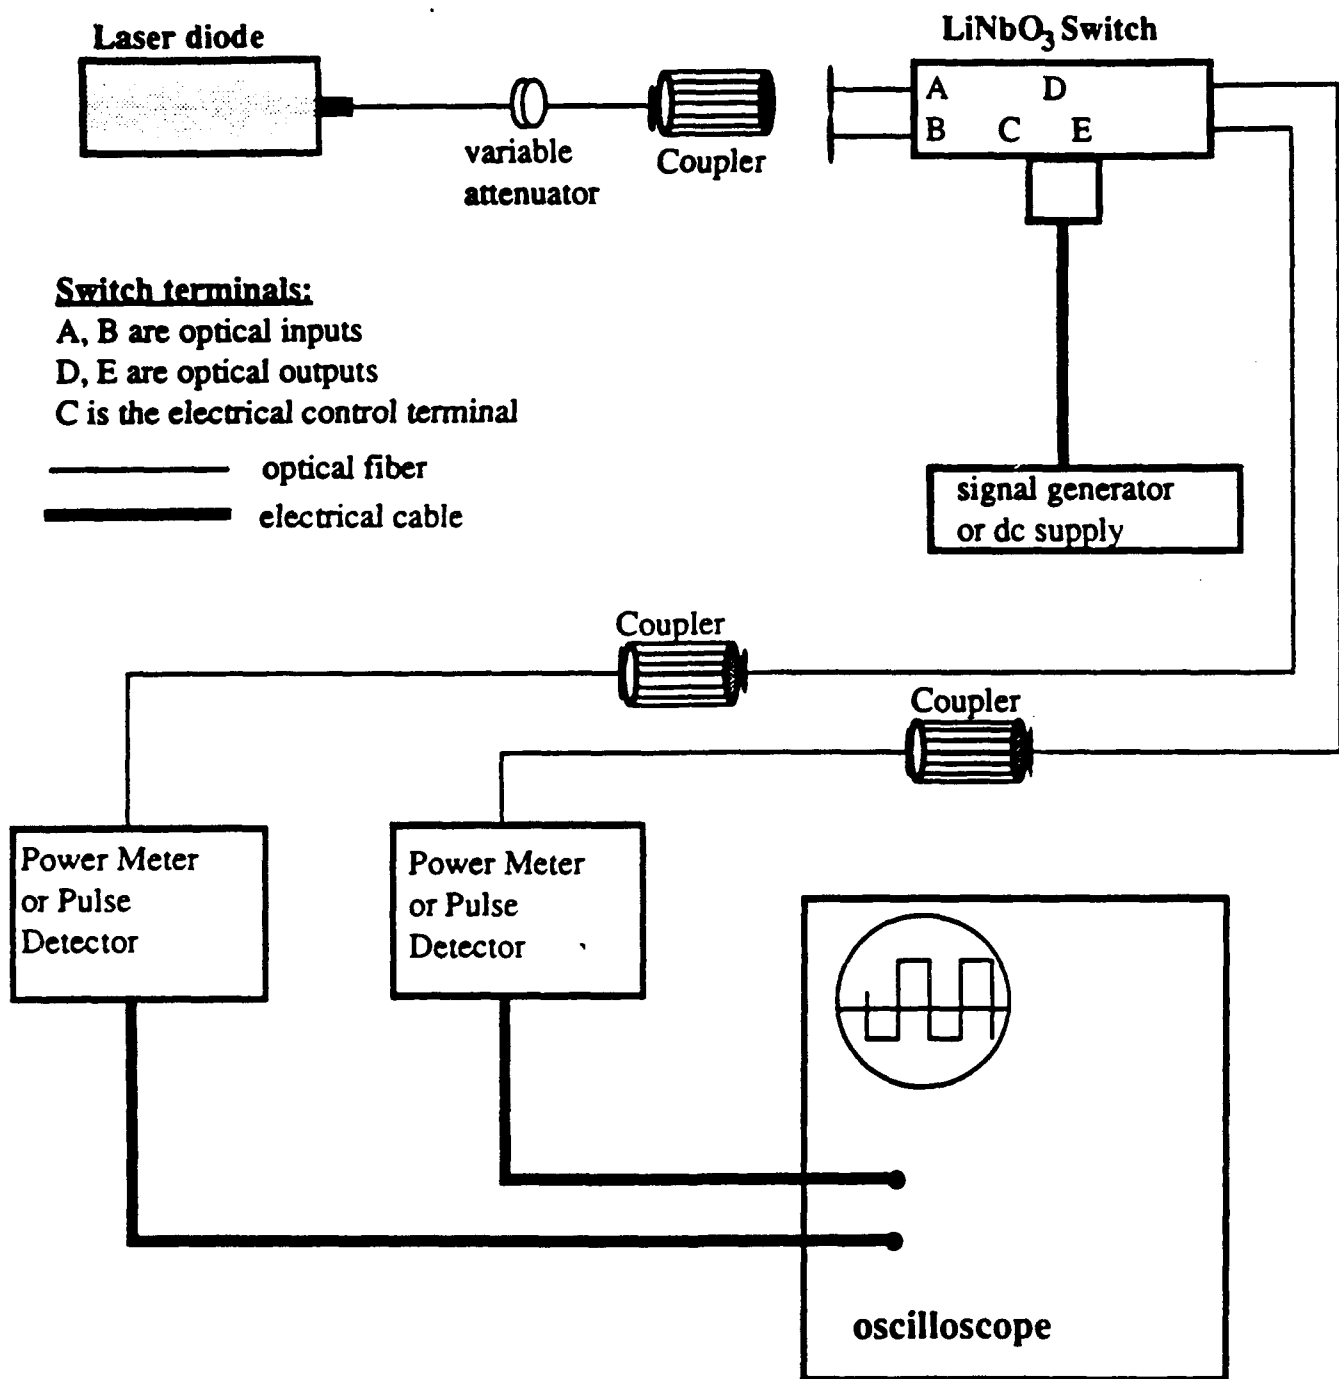 Laser diode
LiNbO₃ Switch
A D
B C E
variable
attenuator
Coupler
Switch terminals:
A, B are optical inputs
D, E are optical outputs
C is the electrical control terminal
optical fiber
electrical cable
signal generator
or dc supply
Coupler
Coupler
Power Meter
or Pulse
Detector
Power Meter
or Pulse
Detector
oscilloscope